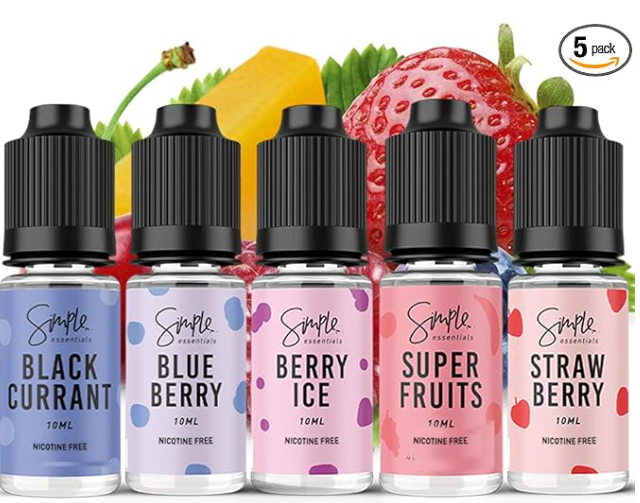 5 pack
Simple
essentials
BLACK
CURRANT
10ML
NICOTINE FREE
Simple
essentials
BLUE
BERRY
10ML
NICOTINE FREE
Simple
essentials
BERRY
ICE
10ML
NICOTINE FREE
Simple
essentials
SUPER
FRUITS
10ML
NICOTINE FREE
Simple
essentials
STRAW
BERRY
10ML
NICOTINE FREE